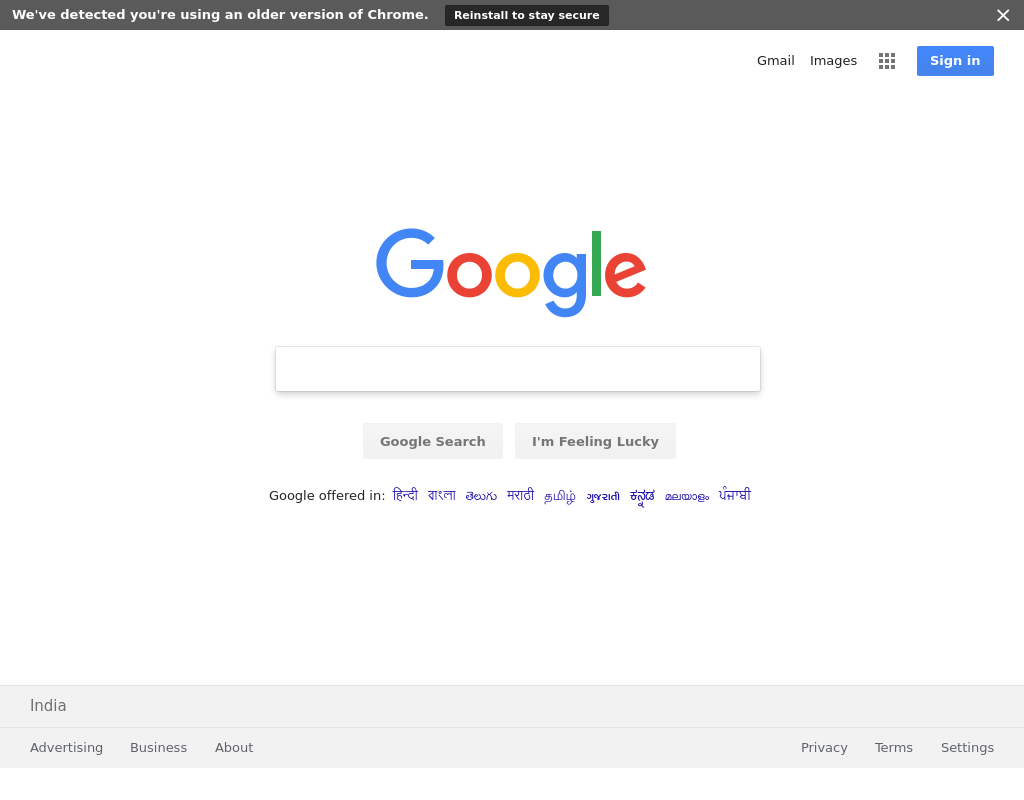 We've detected you're using an older version of Chrome. Reinstall to stay secure
Gmail Images Sign in
Google
Google Search I'm Feeling Lucky
Google offered in: हिन्दी বাংলা తెలుగు मराठी தமிழ் ગુજરાતી ಕನ್ನಡ മലയാളം ਪੰਜਾਬੀ
India
Advertising Business About Privacy Terms Settings